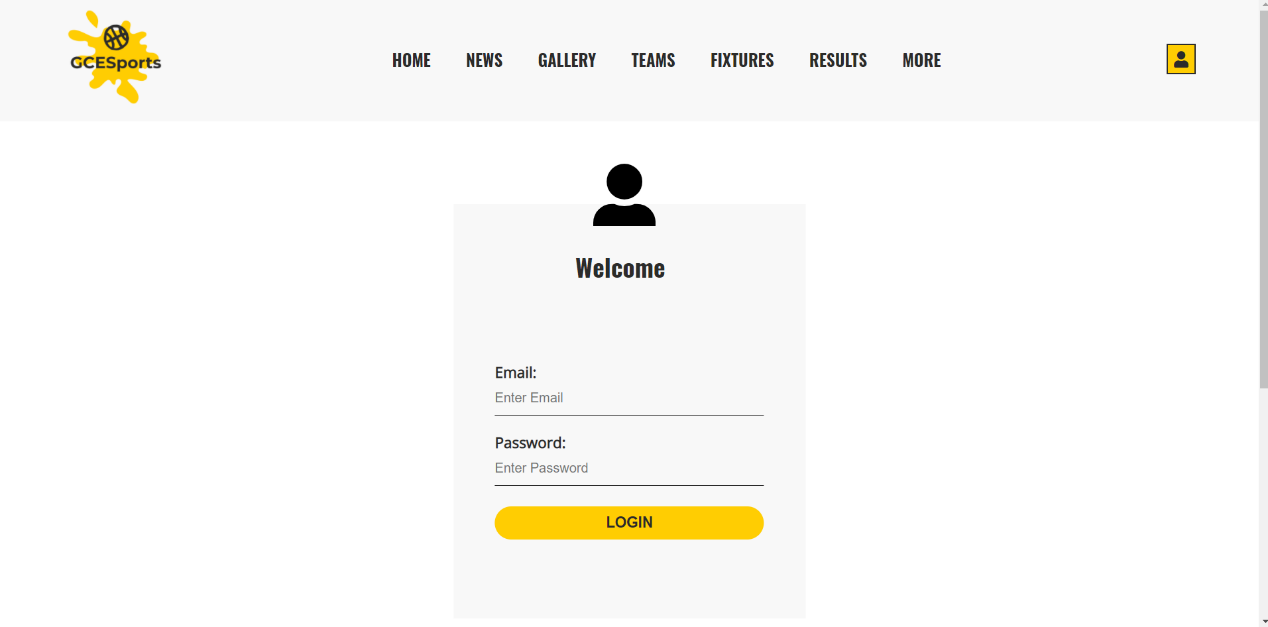 GCESports
HOME NEWS GALLERY TEAMS FIXTURES RESULTS MORE
Welcome
Email:
Enter Email
Password:
Enter Password
LOGIN